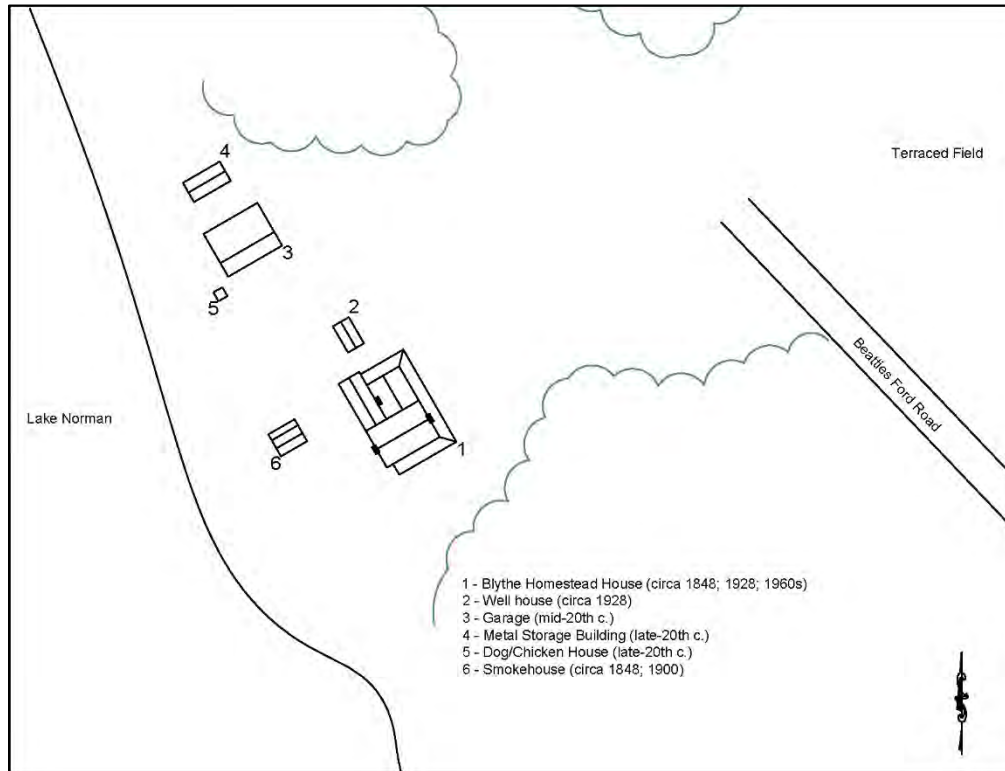 4
Terraced Field
3
5
2
Beatties Ford Road
Lake Norman
1
6
1 - Blythe Homestead House (circa 1848; 1928; 1960s)
2 - Well house (circa 1928)
3 - Garage (mid-20th c.)
4 - Metal Storage Building (late-20th c.)
5 - Dog/Chicken House (late-20th c.)
6 - Smokehouse (circa 1848; 1900)